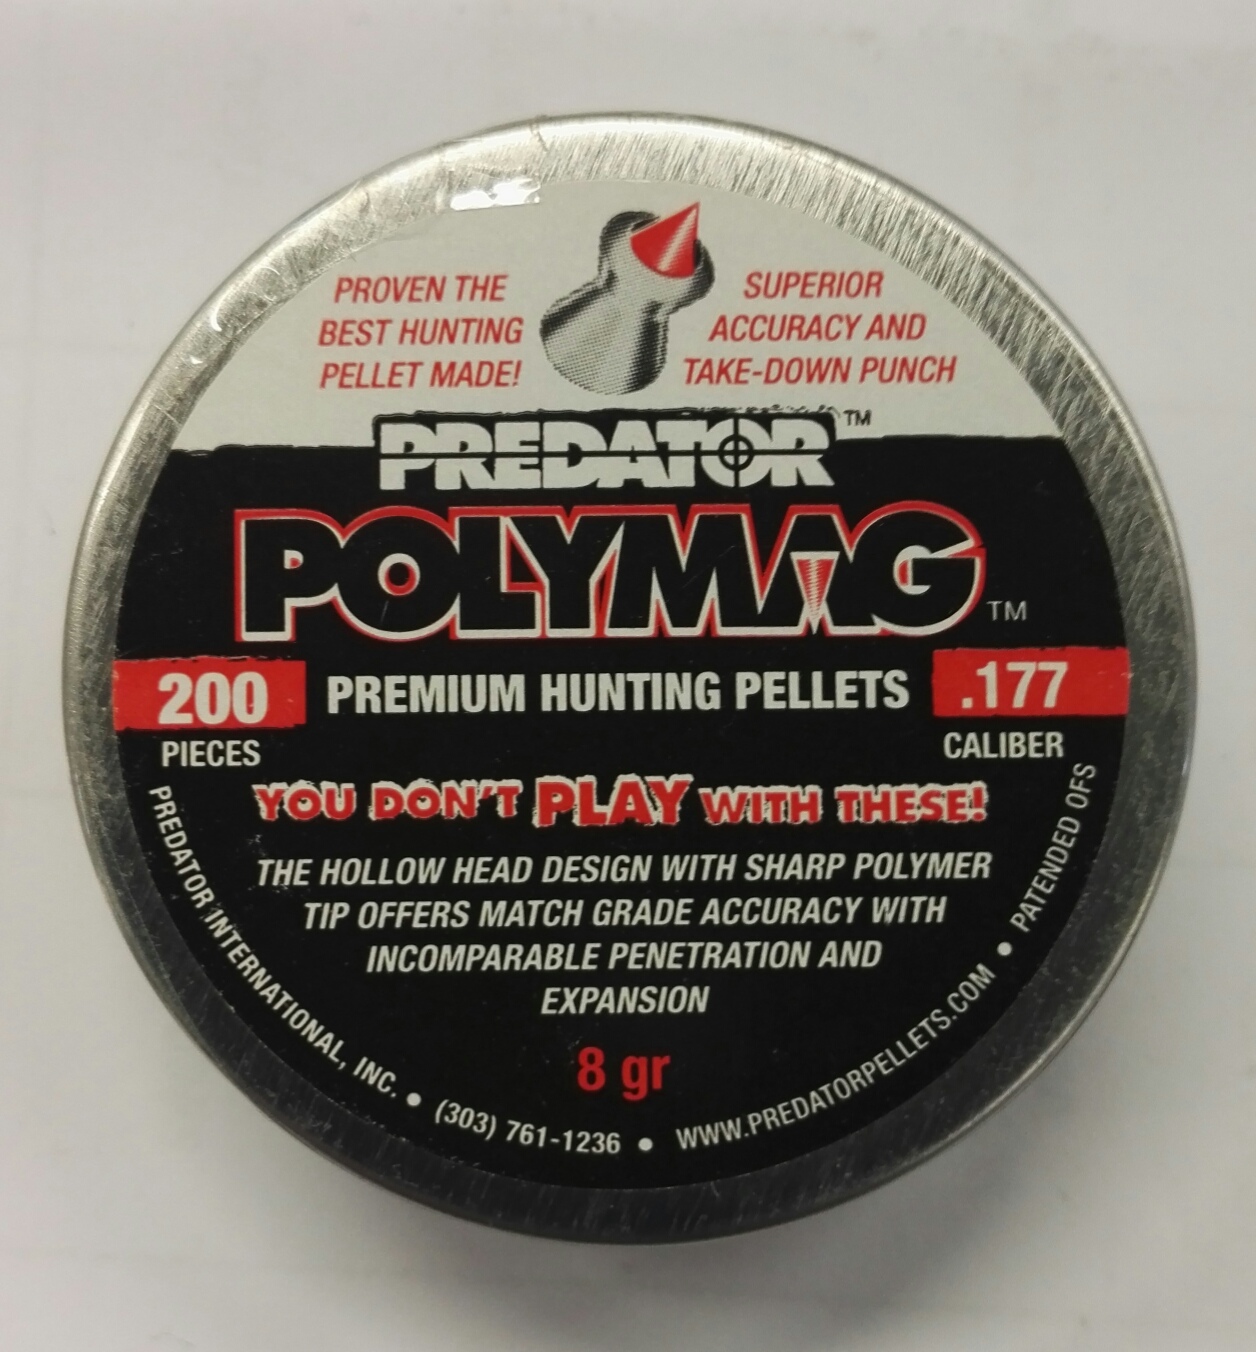 PROVEN THE
BEST HUNTING
PELLET MADE!
SUPERIOR
ACCURACY AND
TAKE-DOWN PUNCH
PREDATOR™
POLYMAG™
200
PIECES
PREMIUM HUNTING PELLETS
.177
CALIBER
YOU DON'T PLAY WITH THESE!
THE HOLLOW HEAD DESIGN WITH SHARP POLYMER
TIP OFFERS MATCH GRADE ACCURACY WITH
INCOMPARABLE PENETRATION AND
EXPANSION
8 gr
PREDATOR INTERNATIONAL, INC. • (303) 761-1236 • WWW.PREDATORPELLETS.COM • PATENDED OFS